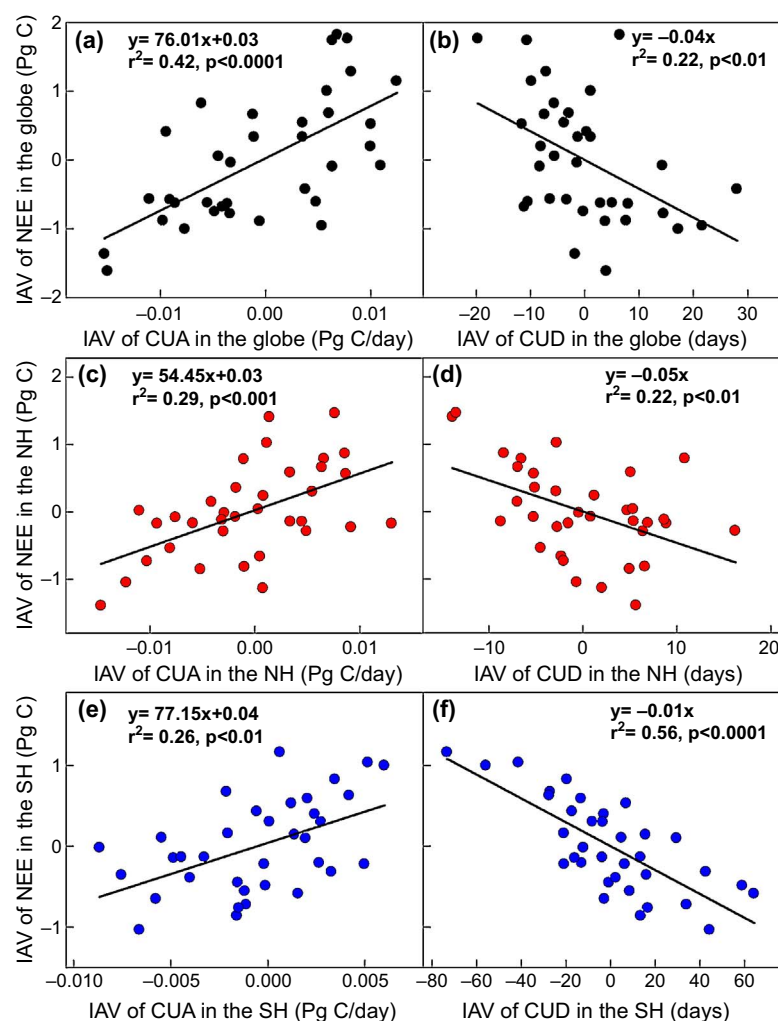 (a) y = 76.01x+0.03
r²= 0.42, p<0.0001
IAV of NEE in the globe (Pg C)
2
1
0
−1
2
−0.01 0.00 0.01
IAV of CUA in the globe (Pg C/day)
(b) y= −0.04x
r²= 0.22, p<0.01
−20 −10 0 10 20 30
IAV of CUD in the globe (days)
(c) y= 54.45x+0.03
r²= 0.29, p<0.001
IAV of NEE in the NH (Pg C)
2
1
0
−1
−0.01 0.00 0.01
IAV of CUA in the NH (Pg C/day)
(d) y= −0.05x
r²= 0.22, p<0.01
−8 0 10 20
IAV of CUD in the NH (days)
(e) y= 77.15x+0.04
r²= 0.26, p<0.01
IAV of NEE in the SH (Pg C)
1
0
−1
−0.010 −0.005 0.000 0.005
IAV of CUA in the SH (Pg C/day)
(f) y= −0.01x
r²= 0.56, p<0.0001
−80 −60 −40 −20 0 20 40 60
IAV of CUD in the SH (days)